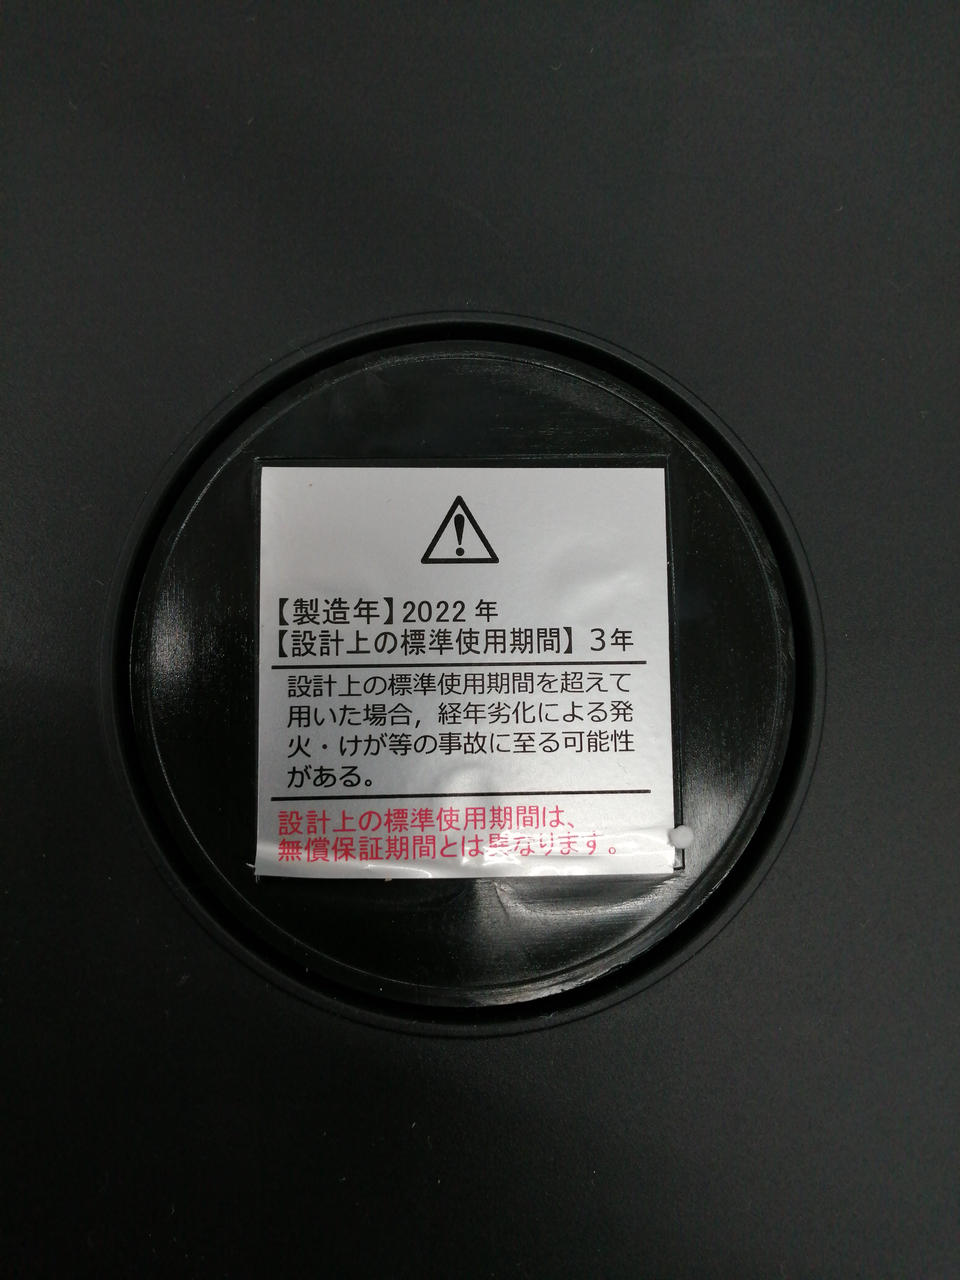 【製造年】2022年
【設計上の標準使用期間】3年
設計上の標準使用期間を超えて
用いた場合，経年劣化による発
火・けが等の事故に至る可能性
がある。
設計上の標準使用期間は、
無償保証期間とは異なります。